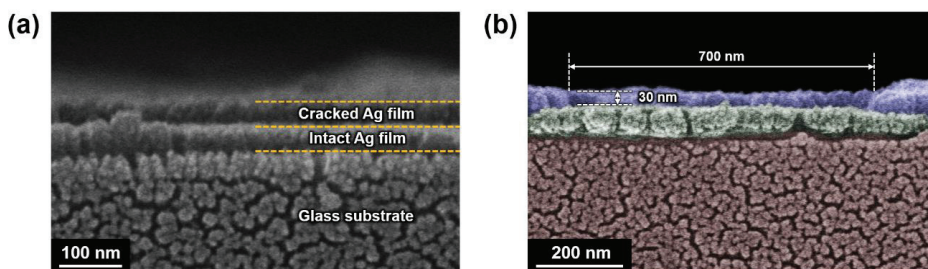 (a)
Cracked Ag film
Intact Ag film
Glass substrate
100 nm
(b)
700 nm
30 nm
200 nm